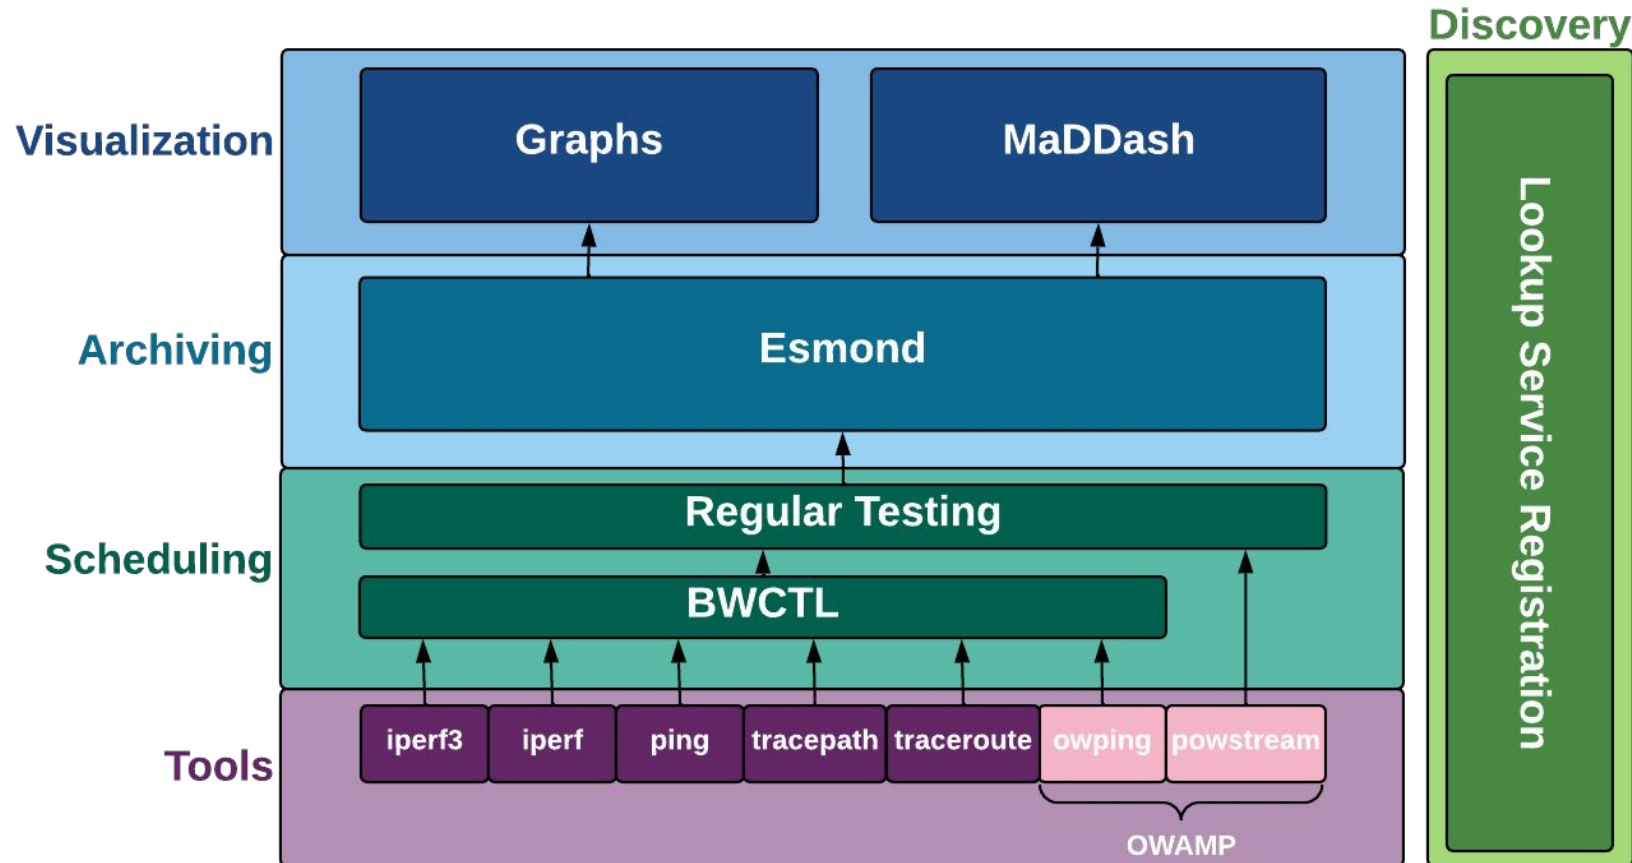 Discovery
Visualization
Graphs
MaDDash
Archiving
Esmond
Scheduling
Regular Testing
BWCTL
Tools
iperf3
iperf
ping
tracepath
traceroute
owping
powstream
OWAMP
Lookup Service Registration